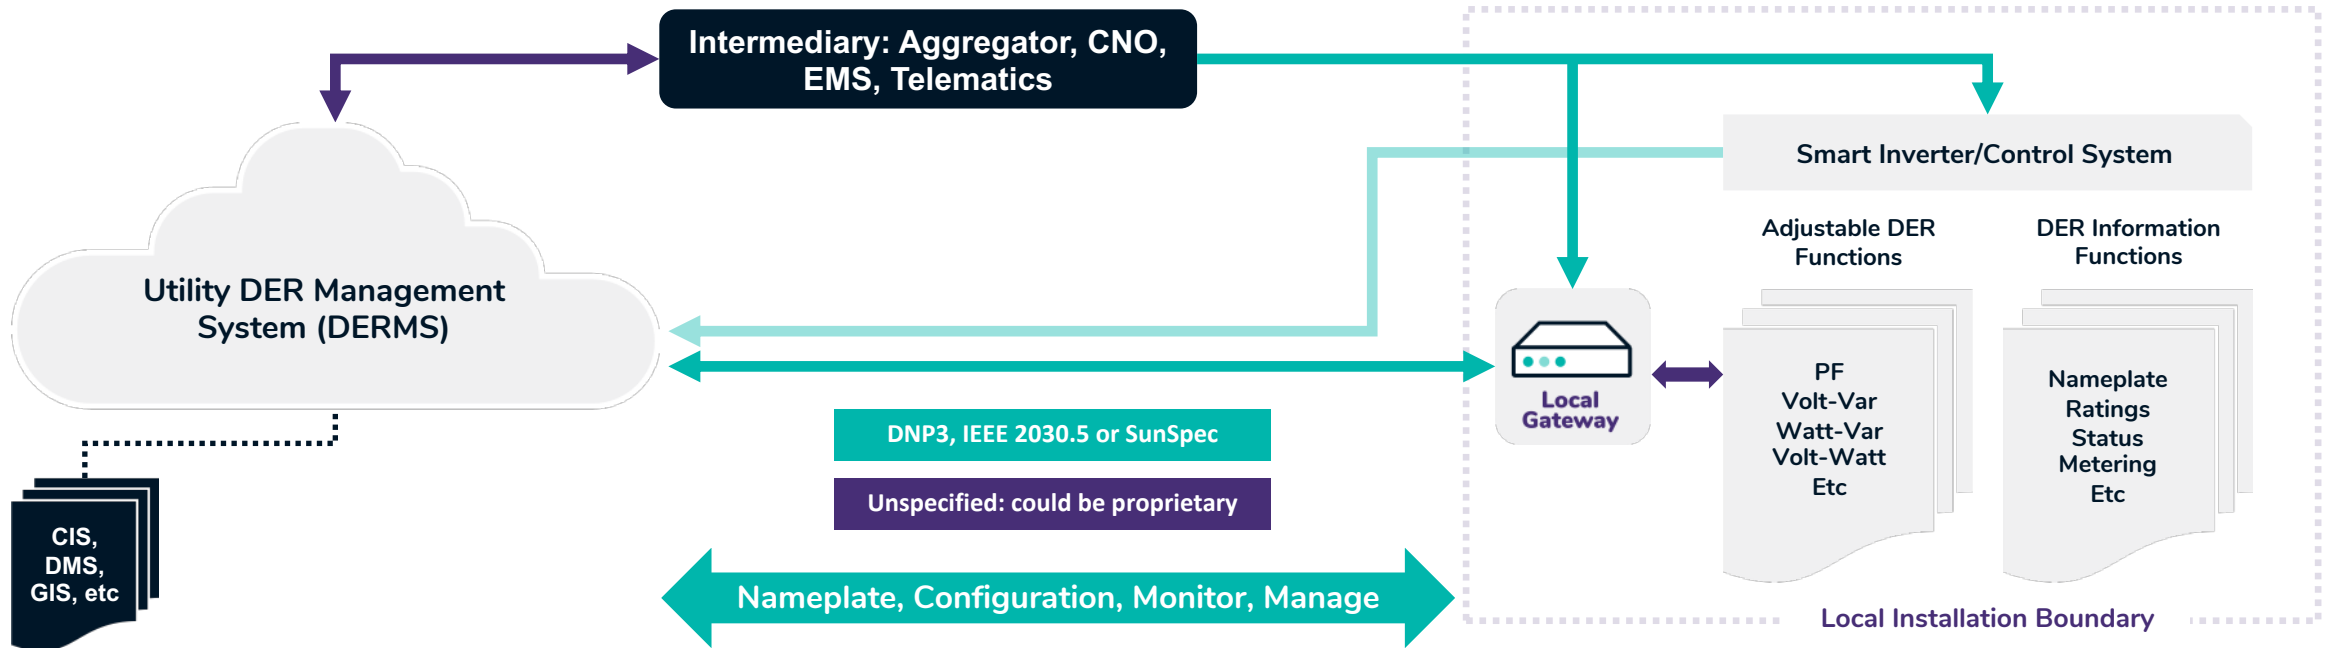 Intermediary: Aggregator, CNO,
EMS, Telematics
Smart Inverter/Control System
Adjustable DER
Functions
DER Information
Functions
Utility DER Management
System (DERMS)
Local
Gateway
PF
Volt-Var
Watt-Var
Volt-Watt
Etc
Nameplate
Ratings
Status
Metering
Etc
DNP3, IEEE 2030.5 or SunSpec
Unspecified: could be proprietary
CIS,
DMS,
GIS, etc
Nameplate, Configuration, Monitor, Manage
Local Installation Boundary